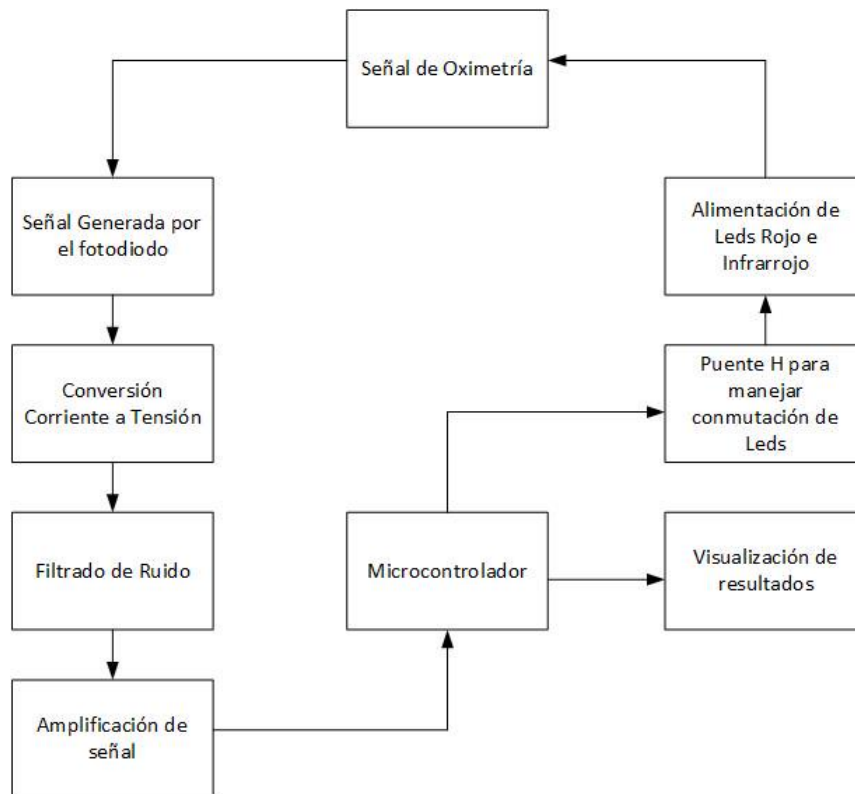 Señal de Oximetría
Señal Generada por
el fotodiodo
Alimentación de
Leds Rojo e
Infrarrojo
Conversión
Corriente a Tensión
Puente H para
manejar
conmutación de
Leds
Filtrado de Ruido
Microcontrolador
Visualización de
resultados
Amplificación de
señal